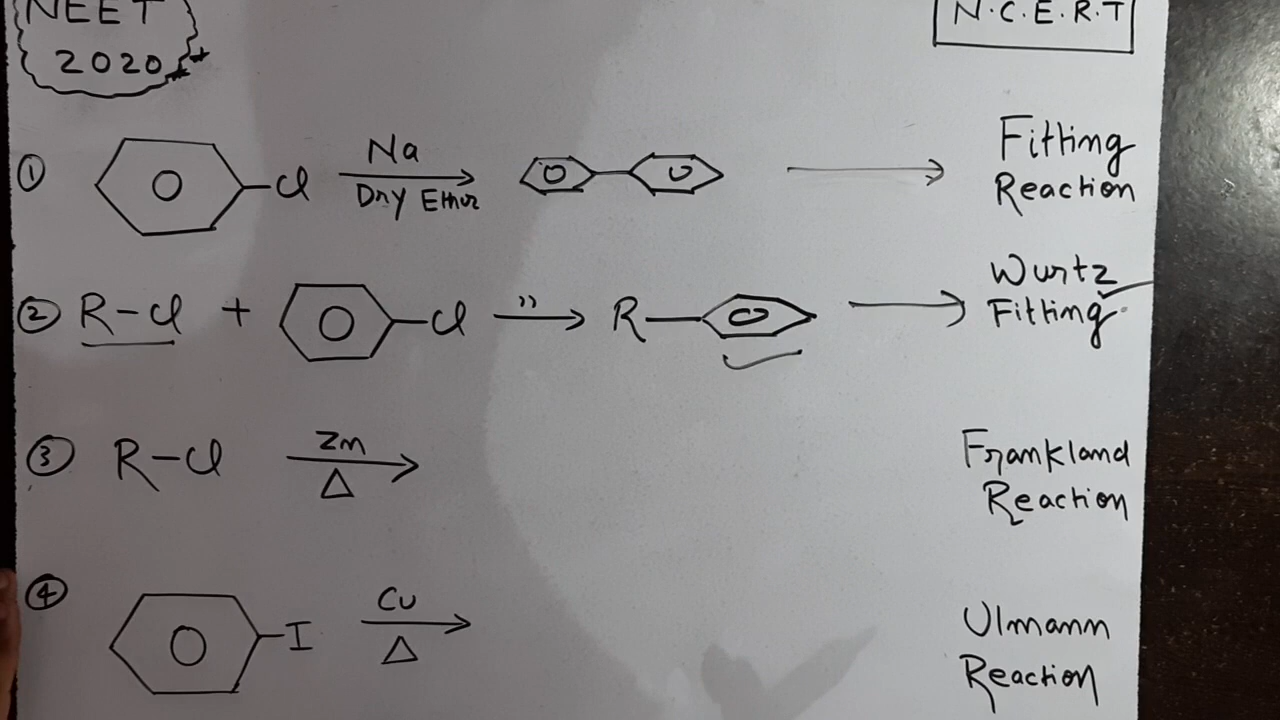 NEET
2020
N.C.E.R.T
① Cl Na Dry Ether Fitting
Reaction
② R-Cl + Cl " R Wurtz
Fitting
③ R-Cl Zn Δ Frankland
Reaction
④ I Cu Δ Ulmann
Reaction